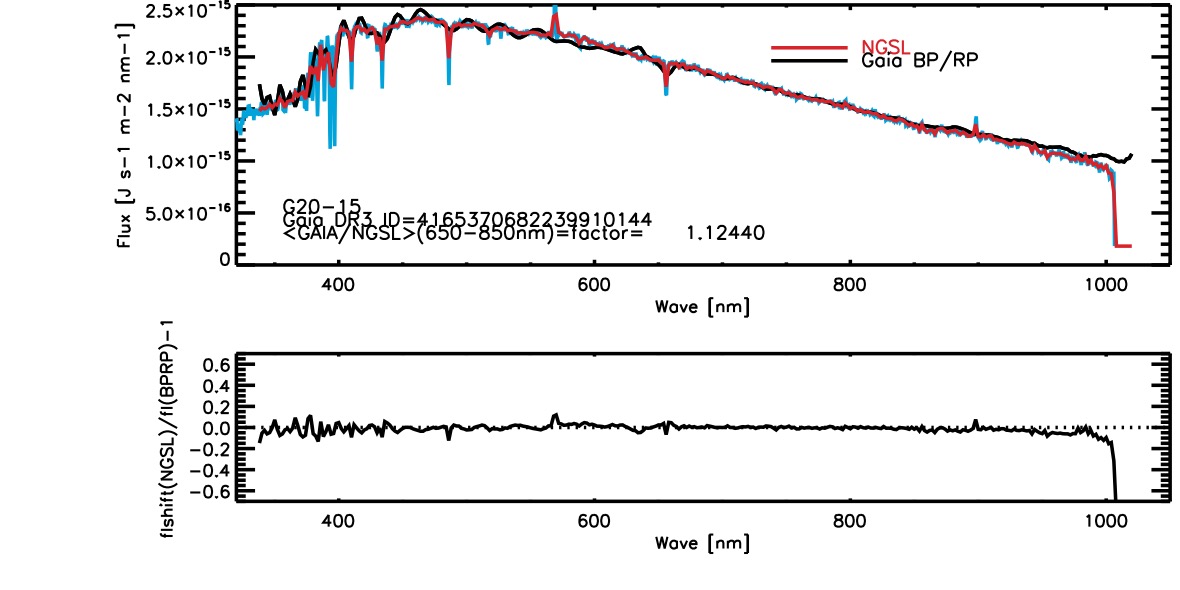 2.5×10−15
2.0×10−15
1.5×10−15
1.0×10−15
5.0×10−16
0
Flux [J s−1 m−2 nm−1]
NGSL
Gaia BP/RP
G20−15
Gaia DR3 ID=4165370682239910144
<GAIA/NGSL>(650−850nm)=factor= 1.12440
400 600 800 1000
Wave [nm]
flshift(NGSL)/fl(BPRP)−1
0.6
0.4
0.2
0.0
−0.2
−0.4
−0.6
400 600 800 1000
Wave [nm]